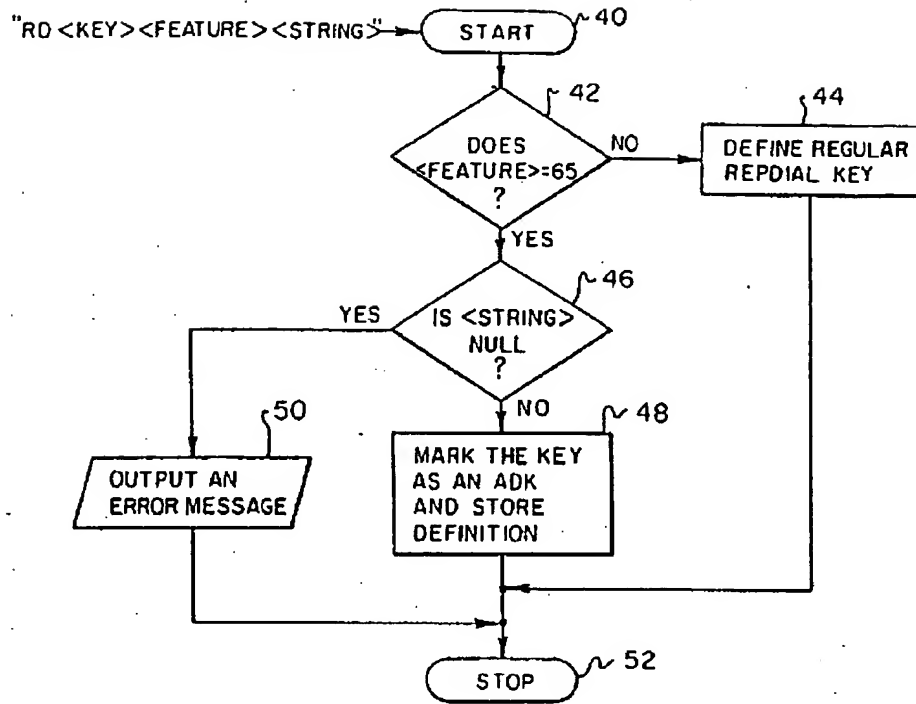 "RD <KEY><FEATURE><STRING>"
START
40
42
DOES
<FEATURE>=65
?
NO
44
DEFINE REGULAR
REPDIAL KEY
YES
46
IS <STRING>
NULL
?
YES
NO
50
OUTPUT AN
ERROR MESSAGE
48
MARK THE KEY
AS AN ADK
AND STORE
DEFINITION
STOP
52